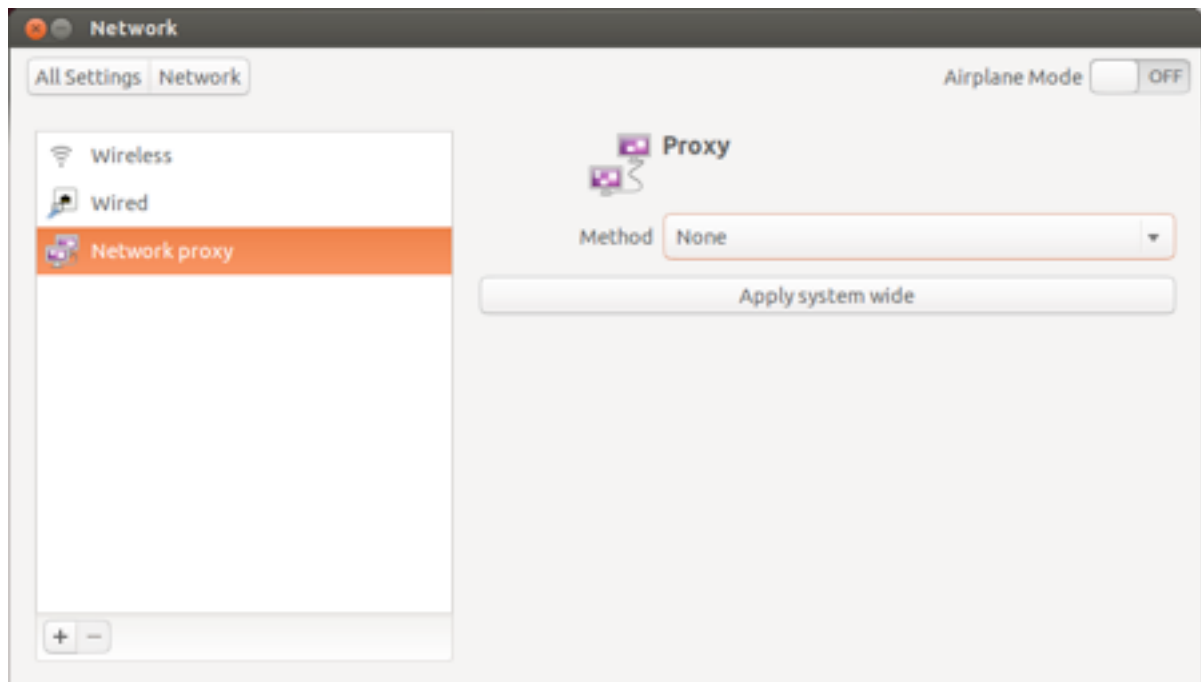 Network
All Settings Network
Airplane Mode OFF
Wireless
Wired
Network proxy
Proxy
Method None
Apply system wide